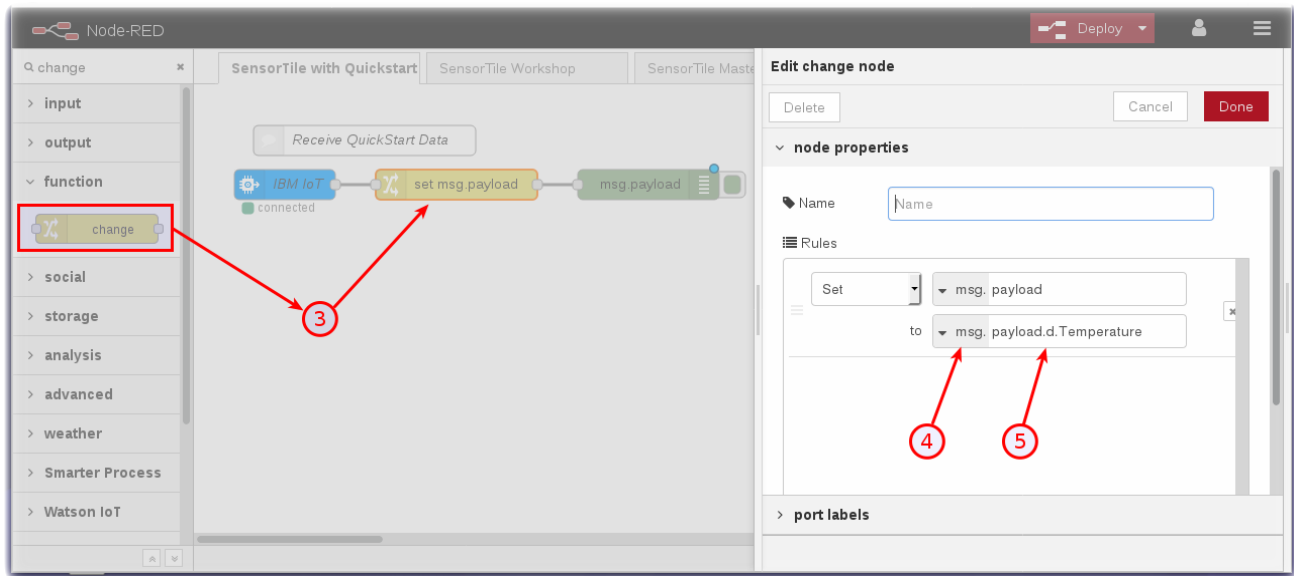 Node-RED
Deploy
change
SensorTile with Quickstart
SensorTile Workshop
SensorTile Maste
Edit change node
input
Delete
Cancel
Done
output
Receive QuickStart Data
node properties
function
IBM IoT
set msg.payload
msg.payload
connected
Name
Name
change
Rules
social
Set
msg. payload
storage
3
to
msg. payload.d.Temperature
analysis
advanced
weather
4
5
Smarter Process
Watson IoT
port labels